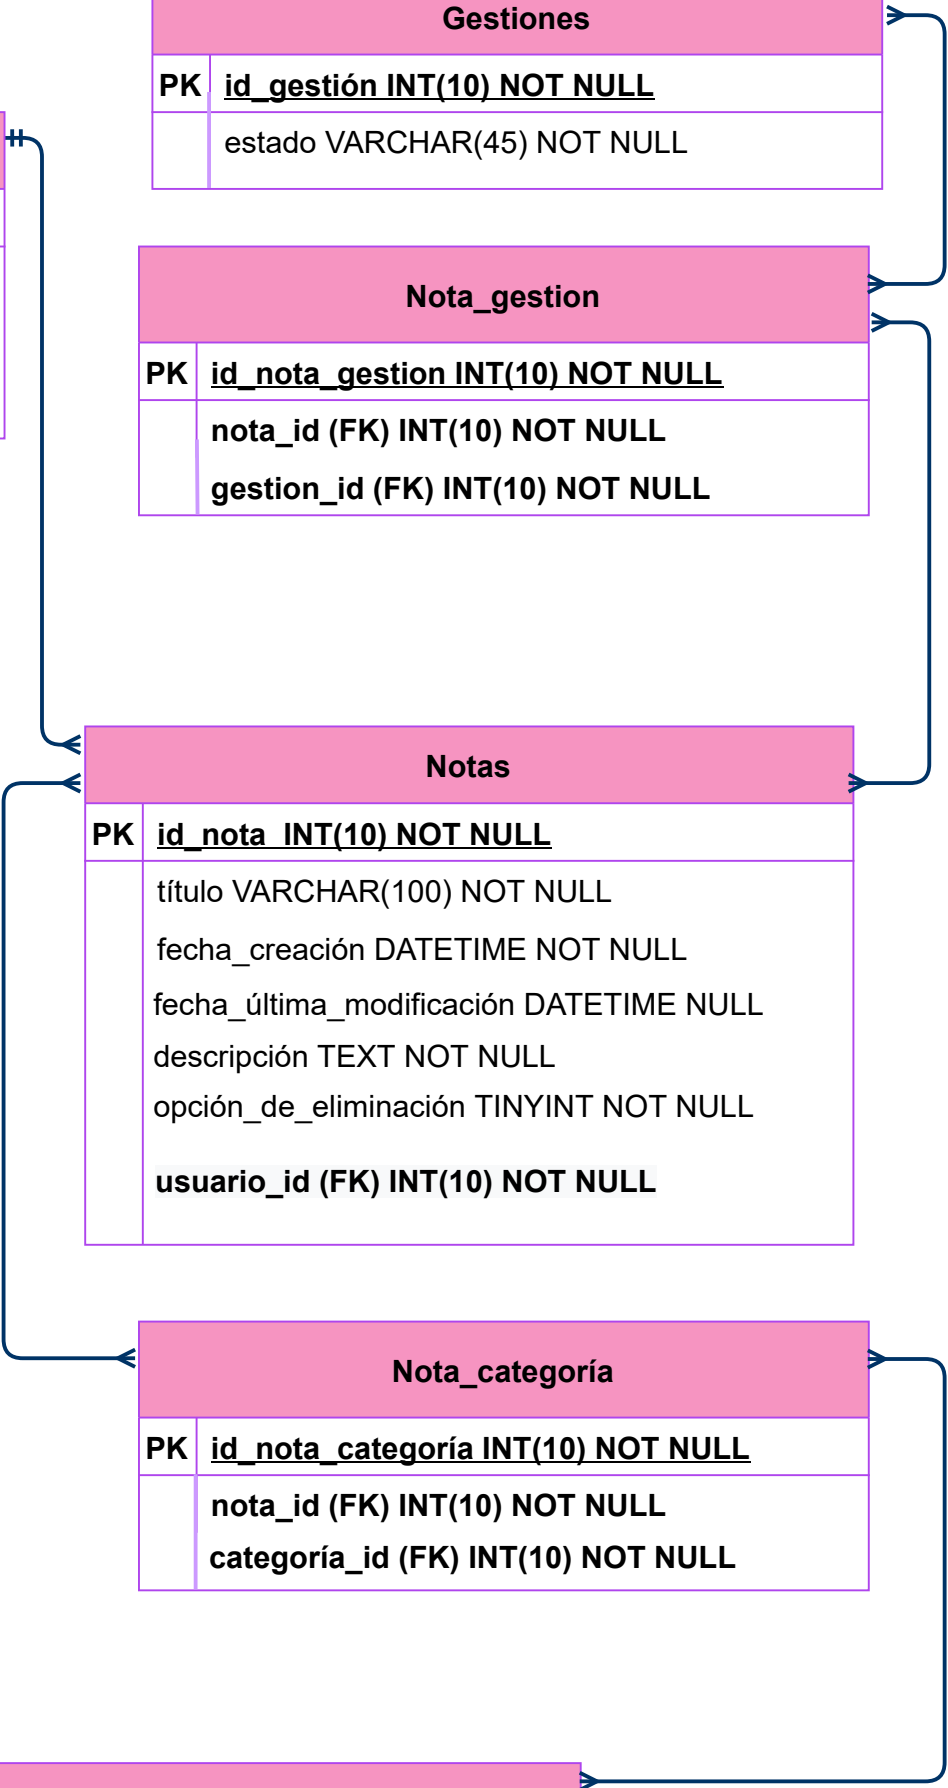 Gestiones
PK id_gestión INT(10) NOT NULL
estado VARCHAR(45) NOT NULL
Nota_gestion
PK id_nota_gestion INT(10) NOT NULL
nota_id (FK) INT(10) NOT NULL
gestion_id (FK) INT(10) NOT NULL
Notas
PK id_nota INT(10) NOT NULL
título VARCHAR(100) NOT NULL
fecha_creación DATETIME NOT NULL
fecha_última_modificación DATETIME NULL
descripción TEXT NOT NULL
opción_de_eliminación TINYINT NOT NULL
usuario_id (FK) INT(10) NOT NULL
Nota_categoría
PK id_nota_categoría INT(10) NOT NULL
nota_id (FK) INT(10) NOT NULL
categoría_id (FK) INT(10) NOT NULL